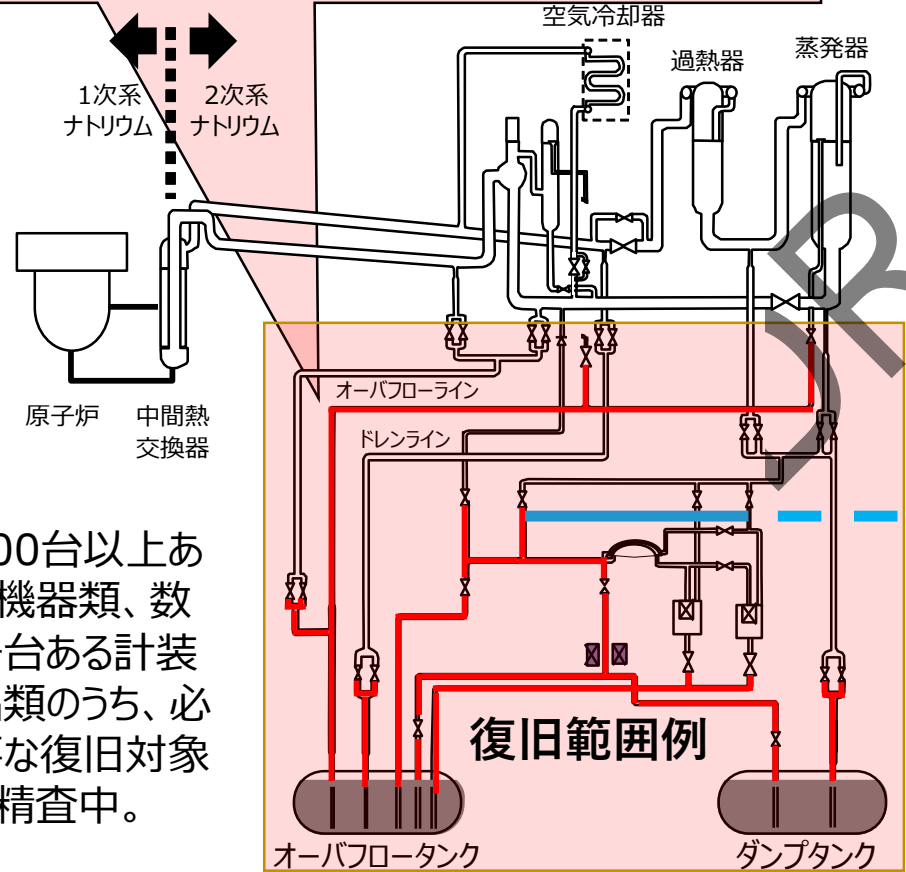 空気冷却器
過熱器
蒸発器
1次系
ナトリウム
2次系
ナトリウム
原子炉
中間熱
交換器
オーバフローライン
ドレンライン
00台以上あ
機器類、数
台ある計装
類のうち、必
な復旧対象
精査中。
復旧範囲例
オーバフロータンク
ダンプタンク